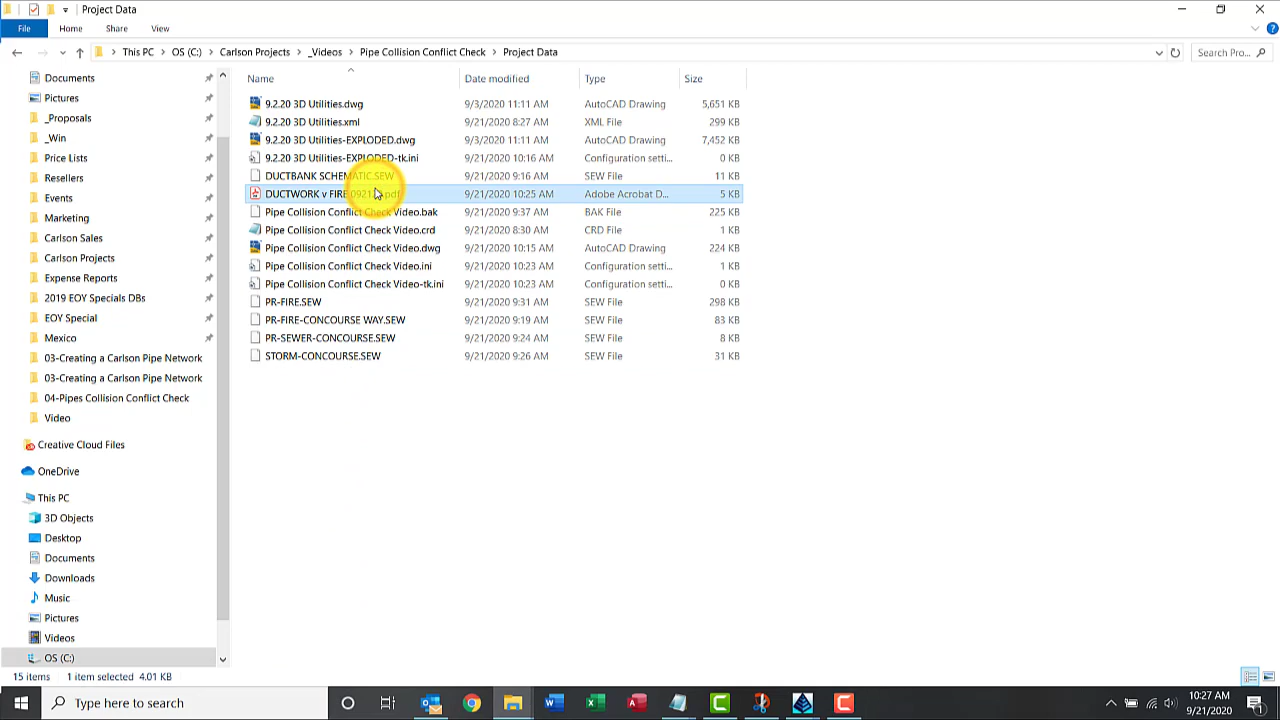 Project Data
File Home Share View
This PC OS (C:) Carlson Projects _Videos Pipe Collision Conflict Check Project Data Search Pro...
Name Date modified Type Size
Documents
Pictures
_Proposals
_Win
Price Lists
Resellers
Events
Marketing
Carlson Sales
Carlson Projects
Expense Reports
2019 EOY Specials DBs
EOY Special
Mexico
03-Creating a Carlson Pipe Network
03-Creating a Carlson Pipe Network
04-Pipes Collision Conflict Check
Video
Creative Cloud Files
OneDrive
This PC
3D Objects
Desktop
Documents
Downloads
Music
Pictures
Videos
OS (C:)
9.2.20 3D Utilities.dwg 9/3/2020 11:11 AM AutoCAD Drawing 5,651 KB
9.2.20 3D Utilities.xml 9/21/2020 8:27 AM XML File 299 KB
9.2.20 3D Utilities-EXPLODED.dwg 9/3/2020 11:11 AM AutoCAD Drawing 7,452 KB
9.2.20 3D Utilities-EXPLODED-tk.ini 9/21/2020 10:16 AM Configuration setti... 0 KB
DUCTBANK SCHEMATIC.SEW 9/21/2020 9:16 AM SEW File 11 KB
DUCTWORK v FIRE 9/21/2020 10:25 AM Adobe Acrobat D... 5 KB
Pipe Collision Conflict Check Video.bak 9/21/2020 9:37 AM BAK File 225 KB
Pipe Collision Conflict Check Video.crd 9/21/2020 8:30 AM CRD File 1 KB
Pipe Collision Conflict Check Video.dwg 9/21/2020 10:15 AM AutoCAD Drawing 224 KB
Pipe Collision Conflict Check Video.ini 9/21/2020 10:23 AM Configuration setti... 1 KB
Pipe Collision Conflict Check Video-tk.ini 9/21/2020 10:23 AM Configuration setti... 0 KB
PR-FIRE.SEW 9/21/2020 9:31 AM SEW File 298 KB
PR-FIRE-CONCOURSE WAY.SEW 9/21/2020 9:19 AM SEW File 83 KB
PR-SEWER-CONCOURSE.SEW 9/21/2020 9:24 AM SEW File 8 KB
STORM-CONCOURSE.SEW 9/21/2020 9:26 AM SEW File 31 KB
15 items 1 item selected 4.01 KB
Type here to search
10:27 AM
9/21/2020